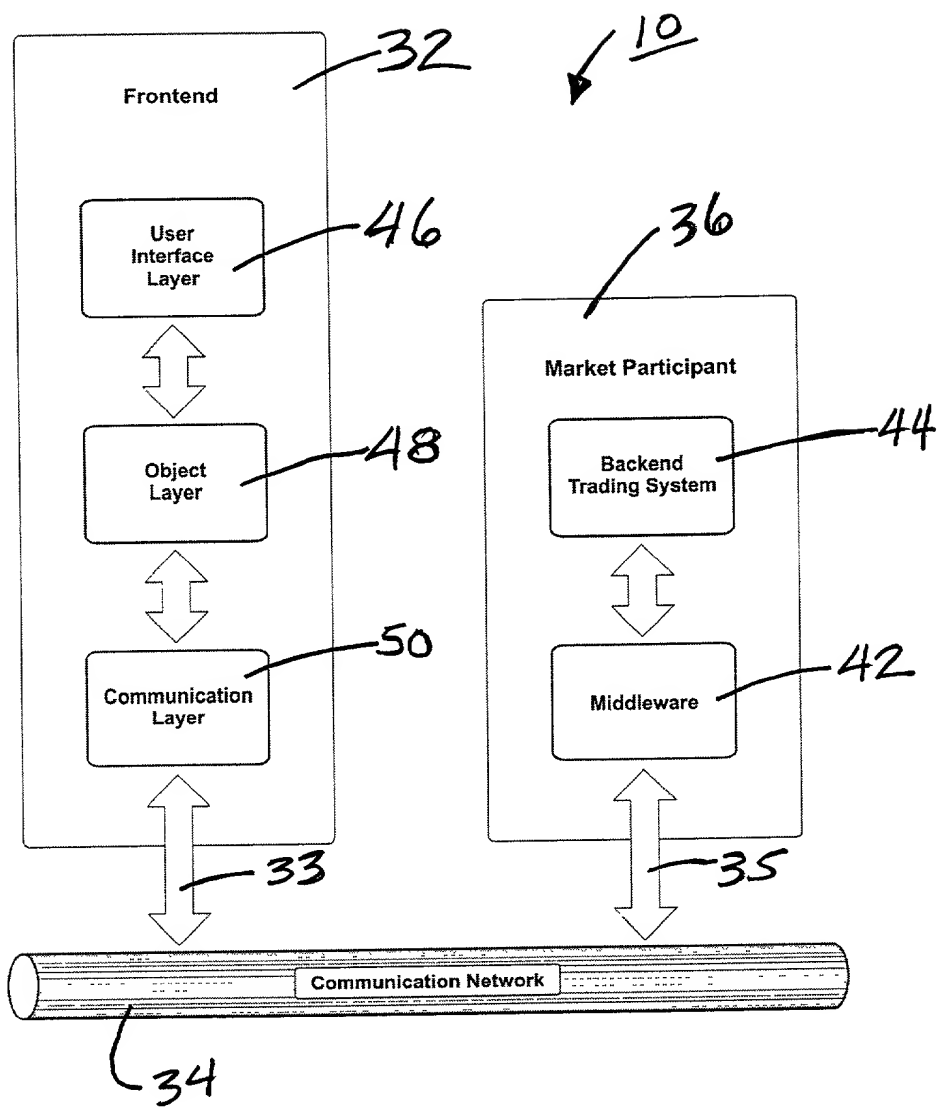 32
10
Frontend
User
Interface
Layer
46
36
Market Participant
Object
Layer
48
Backend
Trading System
44
Communication
Layer
50
Middleware
42
33
35
Communication Network
34